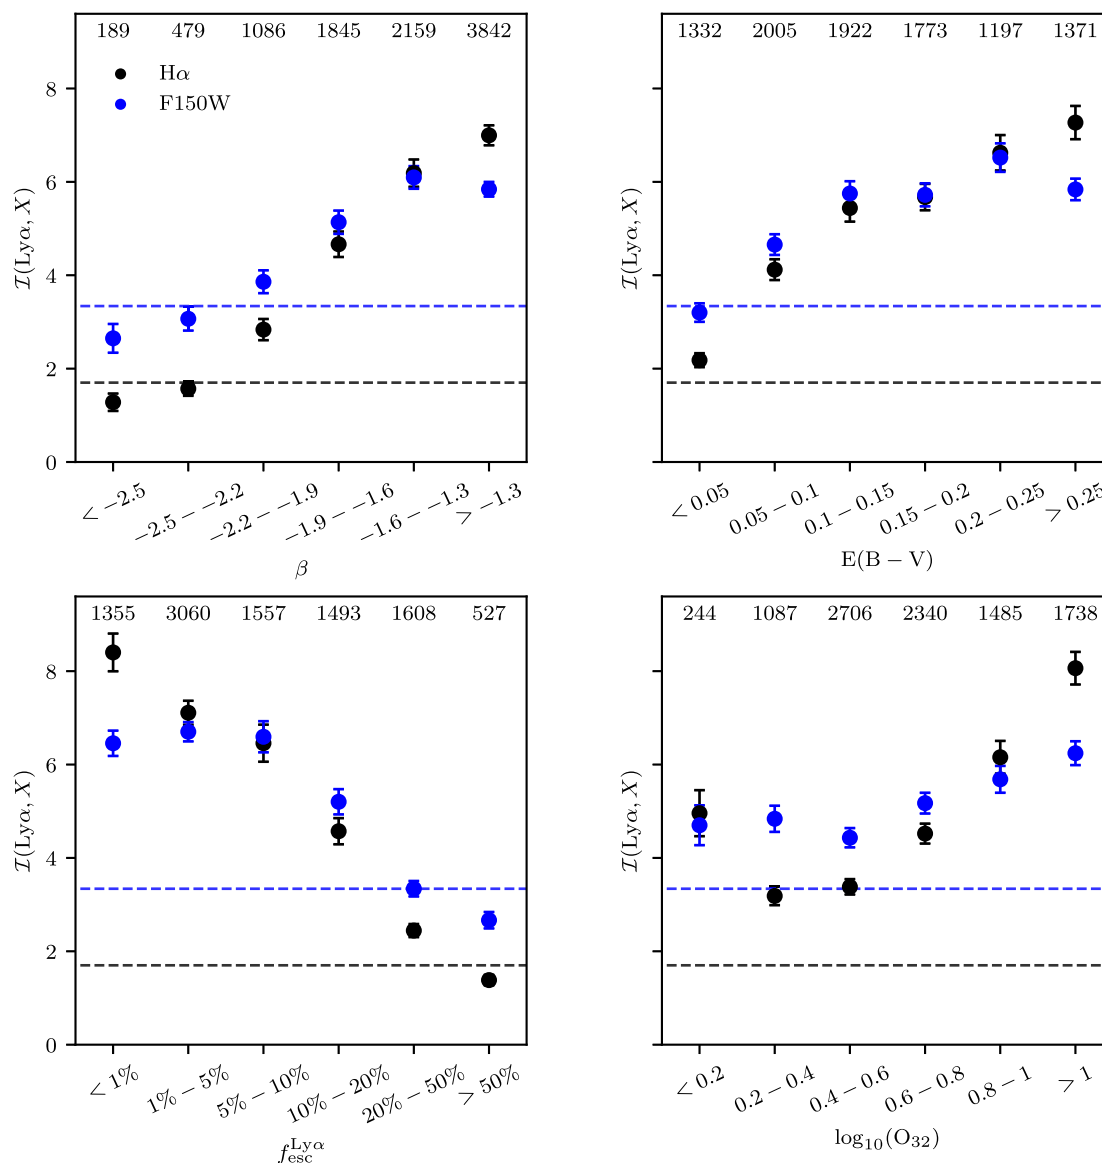 189 479 1086 1845 2159 3842
Hα
F150W
8
6
4
2
0
I(Lyα, X)
< −2.5
−2.5 − −2.2
−2.2 − −1.9
−1.9 − −1.6
−1.6 − −1.3
> −1.3
β
1332 2005 1922 1773 1197 1371
I(Lyα, X)
< 0.05
0.05 − 0.1
0.1 − 0.15
0.15 − 0.2
0.2 − 0.25
> 0.25
E(B − V)
1355 3060 1557 1493 1608 527
8
6
4
2
0
I(Lyα, X)
< 1%
1% − 5%
5% − 10%
10% − 20%
20% − 50%
> 50%
f_esc^Lyα
244 1087 2706 2340 1485 1738
I(Lyα, X)
< 0.2
0.2 − 0.4
0.4 − 0.6
0.6 − 0.8
0.8 − 1
> 1
log₁₀(O₃₂)